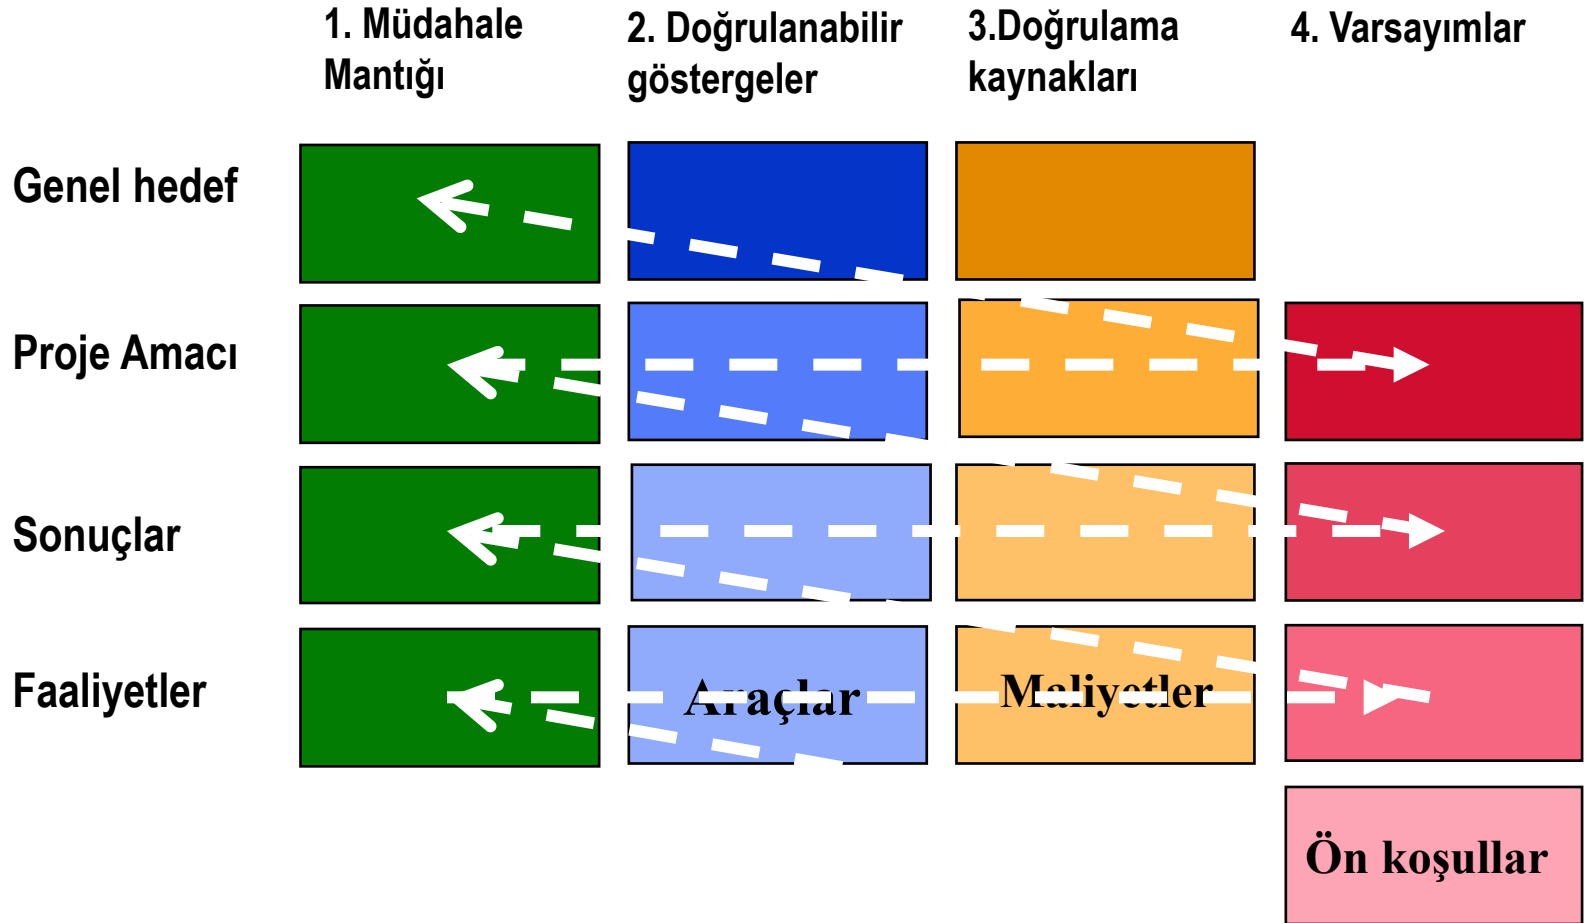 1. Müdahale
Mantığı
2. Doğrulanabilir
göstergeler
3.Doğrulama
kaynakları
4. Varsayımlar
Genel hedef
Proje Amacı
Sonuçlar
Faaliyetler
Araçlar
Maliyetler
Ön koşullar